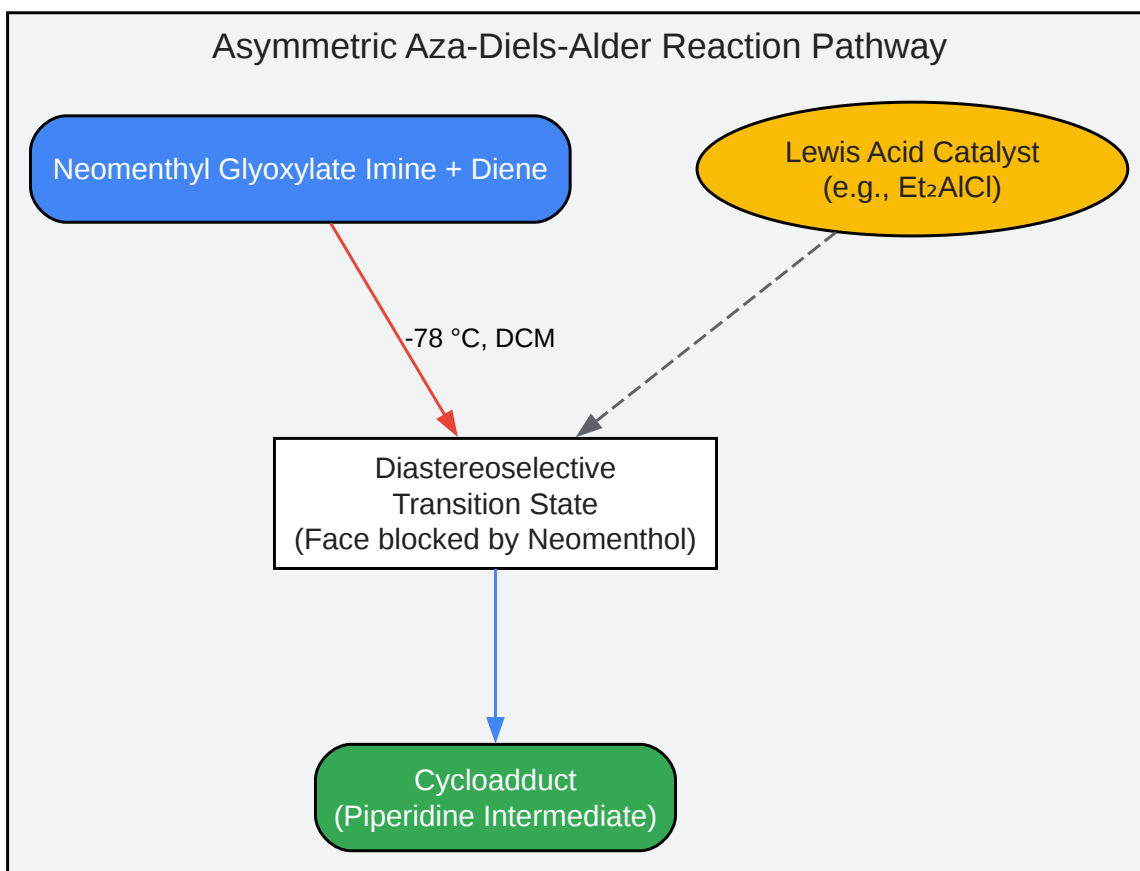 Asymmetric Aza-Diels-Alder Reaction Pathway
Neomenthyl Glyoxylate Imine + Diene
Lewis Acid Catalyst
(e.g., Et₂AlCl)
-78 °C, DCM
Diastereoselective
Transition State
(Face blocked by Neomenthol)
Cycloadduct
(Piperidine Intermediate)